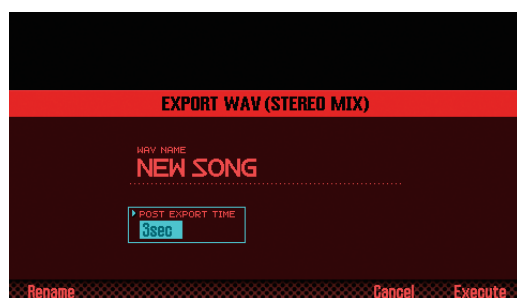 EXPORT WAV (STEREO MIX)
WAV NAME
NEW SONG
POST EXPORT TIME
3sec
Rename Cancel Execute